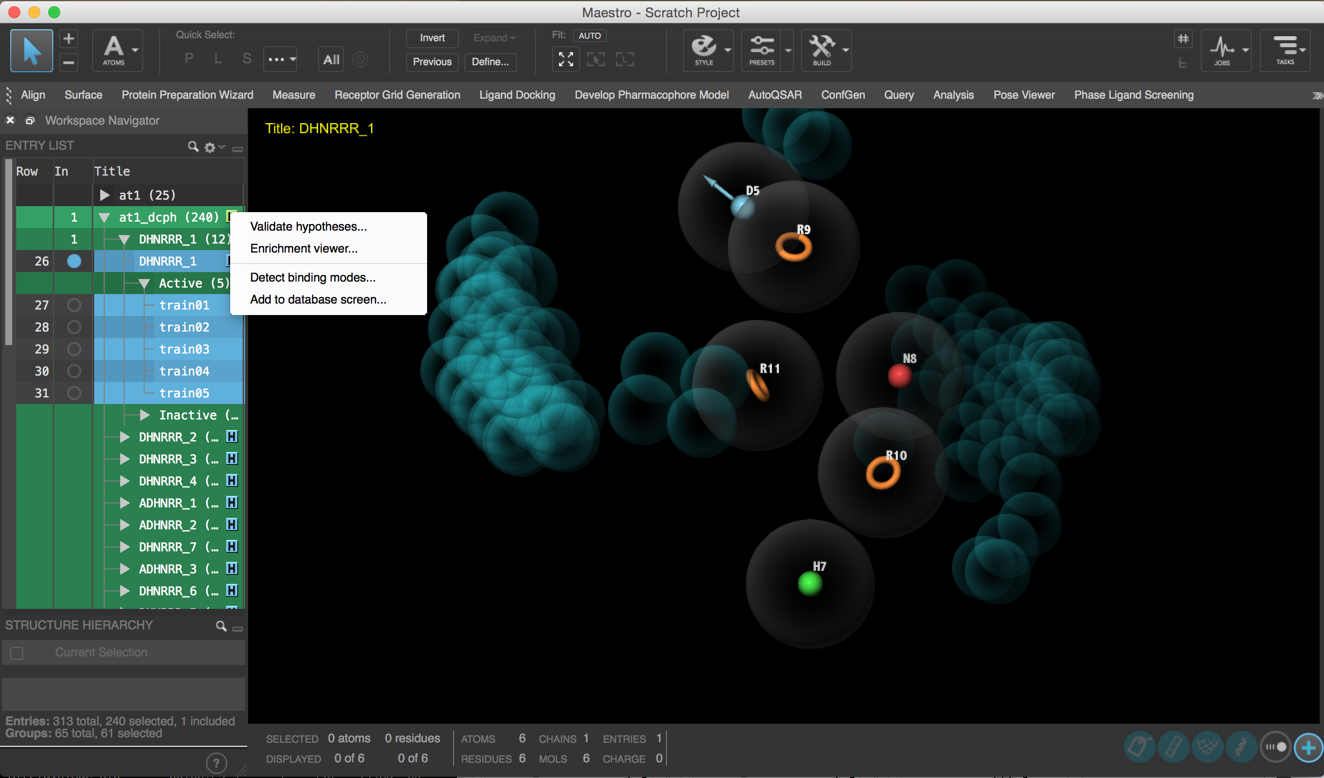 Maestro - Scratch Project
Quick Select:
Invert
Expand
Fit: AUTO
A
ATOMS
P L S ...
All
Previous
Define...
STYLE
PRESETS
BUILD
JOBS
TASKS
Align Surface Protein Preparation Wizard Measure Receptor Grid Generation Ligand Docking Develop Pharmacophore Model AutoQSAR ConfGen Query Analysis Pose Viewer Phase Ligand Screening
Workspace Navigator
ENTRY LIST
Row In Title
at1 (25)
1 at1_dcph (240)
1 DHNRRR_1 (12)
26 DHNRRR_1
Active (5)
27 train01
28 train02
29 train03
30 train04
31 train05
Inactive (…
DHNRRR_2 (… H
DHNRRR_3 (… H
DHNRRR_4 (… H
ADHNRR_1 (… H
ADHNRR_2 (… H
DHNRRR_7 (… H
ADHNRR_3 (… H
DHNRRR_6 (… H
Validate hypotheses...
Enrichment viewer...
Detect binding modes...
Add to database screen...
Title: DHNRRR_1
D5
R9
R11
N8
R10
H7
STRUCTURE HIERARCHY
Current Selection
Entries: 313 total, 240 selected, 1 included
Groups: 65 total, 61 selected
?
SELECTED 0 atoms 0 residues
DISPLAYED 0 of 6 0 of 6
ATOMS 6 CHAINS 1 ENTRIES 1
RESIDUES 6 MOLS 6 CHARGE 0